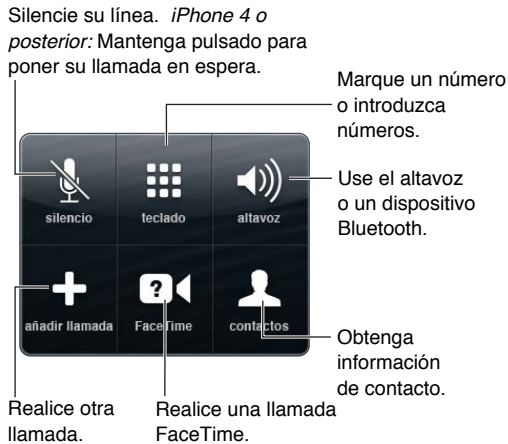 Silencie su línea. iPhone 4 o
posterior: Mantenga pulsado para
poner su llamada en espera.
Marque un número
o introduzca
números.
Use el altavoz
o un dispositivo
Bluetooth.
silencio
teclado
altavoz
añadir llamada
FaceTime
contactos
Obtenga
información
de contacto.
Realice otra
llamada.
Realice una llamada
FaceTime.